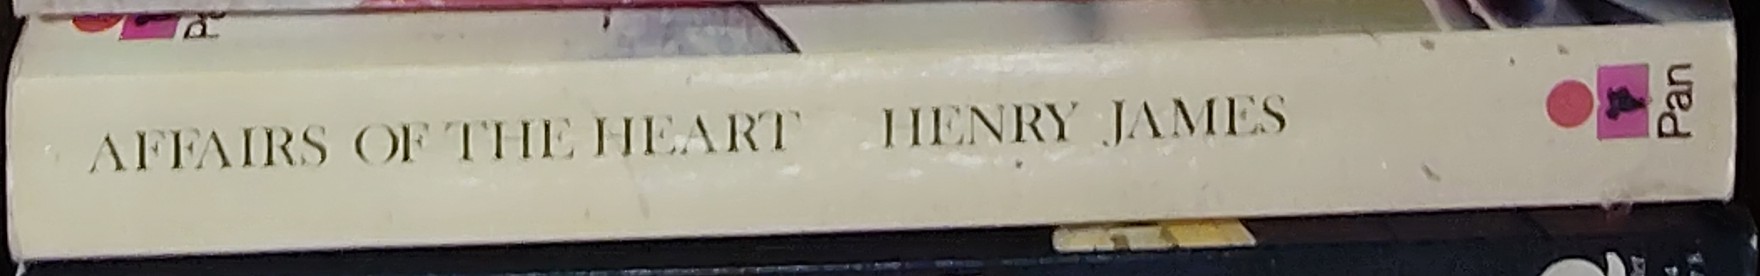 AFFAIRS OF THE HEART HENRY JAMES
Pan